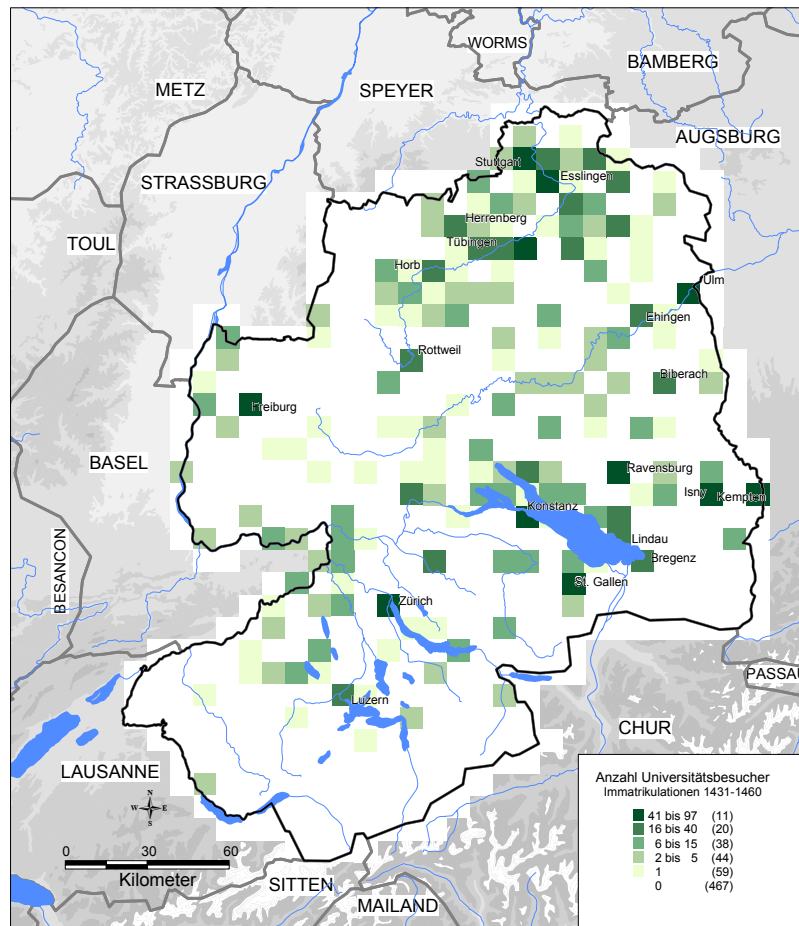 WORMS
BAMBERG
METZ
SPEYER
AUGSBURG
Stuttgart
STRASSBURG
Esslingen
Herrenberg
TOUL
Tübingen
Horb
Ulm
Ehingen
Rottweil
Biberach
Freiburg
BASEL
Ravensburg
Isny
Kempten
Konstanz
Lindau
BESANCON
Bregenz
St. Gallen
Zürich
PASSAU
Luzern
CHUR
LAUSANNE
N
W E
S
0 30 60
Kilometer
SITTEN
MAILAND
Anzahl Universitätsbesucher
Immatrikulationen 1431-1460
41 bis 97 (11)
16 bis 40 (20)
6 bis 15 (38)
2 bis 5 (44)
1 (59)
0 (467)